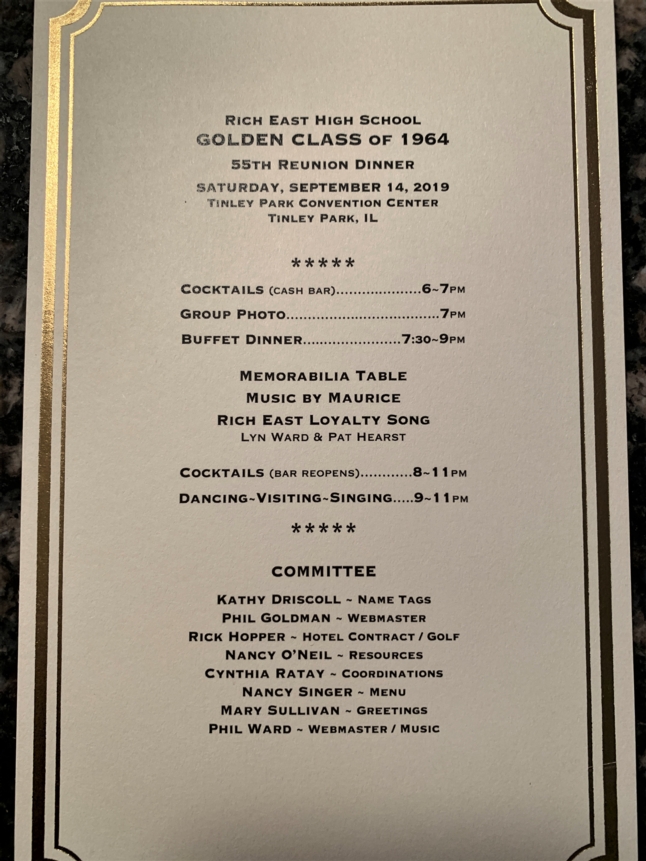 Rich East High School
GOLDEN CLASS OF 1964
55th Reunion Dinner
SATURDAY, SEPTEMBER 14, 2019
Tinley Park Convention Center
Tinley Park, IL
*****
Cocktails (cash bar)....................6~7pm
Group Photo....................................7pm
Buffet Dinner.......................7:30~9pm
Memorabilia Table
Music by Maurice
Rich East Loyalty Song
Lyn Ward & Pat Hearst
Cocktails (bar reopens)............8~11pm
Dancing~Visiting~Singing.....9~11pm
*****
COMMITTEE
KATHY DRISCOLL ~ Name Tags
PHIL GOLDMAN ~ Webmaster
RICK HOPPER ~ Hotel Contract / Golf
NANCY O'NEIL ~ Resources
CYNTHIA RATAY ~ Coordinations
NANCY SINGER ~ Menu
MARY SULLIVAN ~ Greetings
PHIL WARD ~ Webmaster / Music